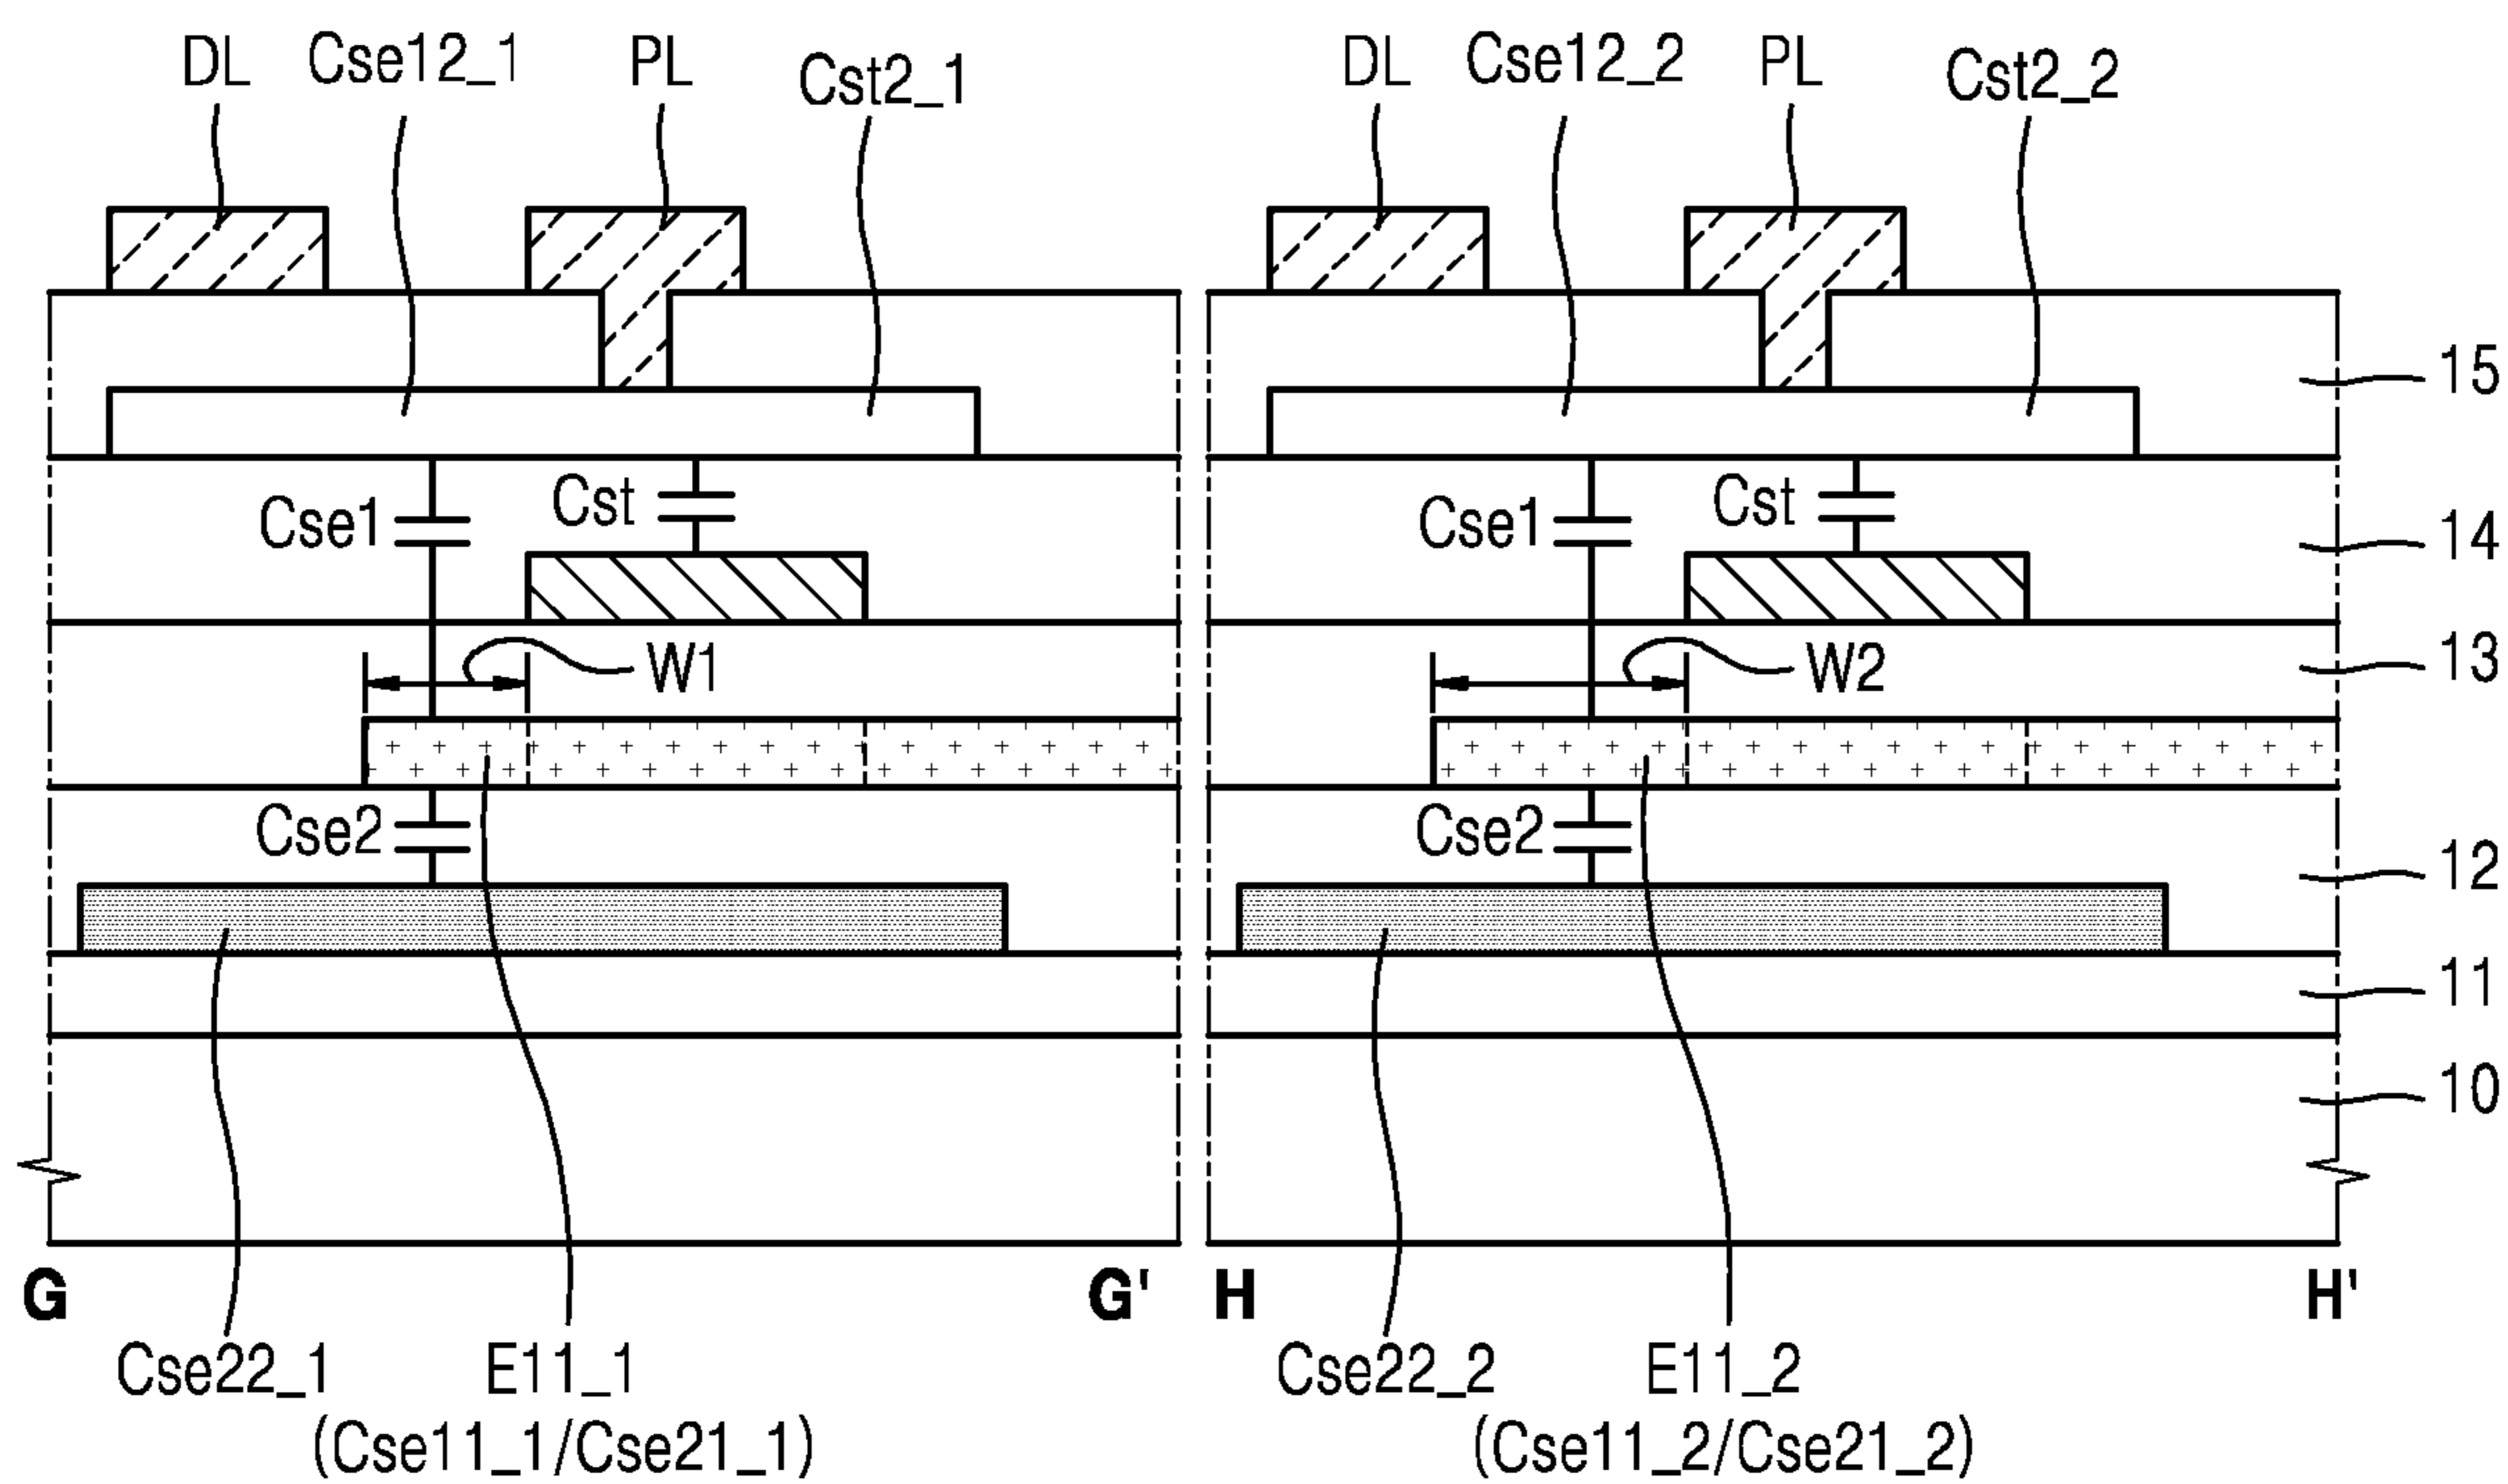 DL Cse12_1 PL Cst2_1 DL Cse12_2 PL Cst2_2
15
Cse1 Cst Cse1 Cst 14
W1 W2 13
Cse2 Cse2 12
11
10
G G' H H'
Cse22_1 E11_1 Cse22_2 E11_2
(Cse11_1/Cse21_1) (Cse11_2/Cse21_2)